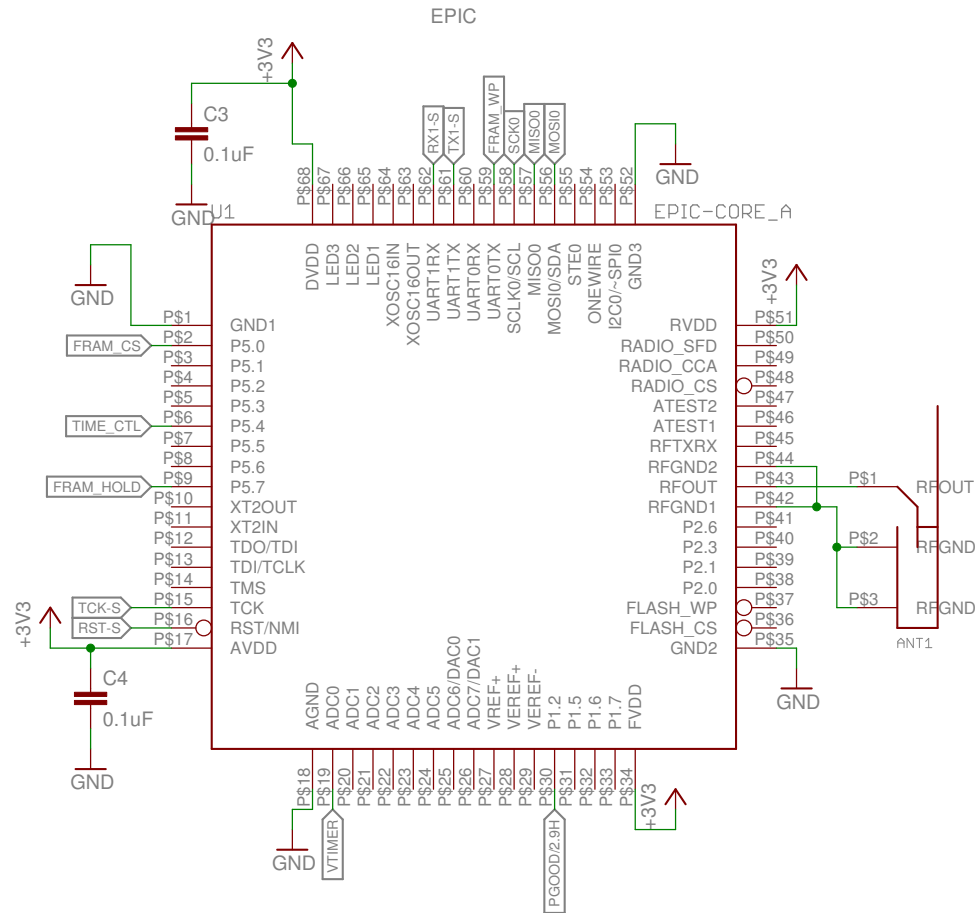 EPIC
+3V3
C3
0.1uF
GND
RX1-S
TX1-S
FRAM_WP
SCK0
MISO0
MOSI0
GND
P$68
P$67
P$66
P$65
P$64
P$63
P$62
P$61
P$60
P$59
P$58
P$57
P$56
P$55
P$54
P$53
P$52
U1
EPIC-CORE_A
DVDD
LED3
LED2
LED1
XOSC16IN
XOSC16OUT
UART1RX
UART1TX
UART0RX
UART0TX
SCLK0/SCL
MISO0
MOSI0/SDA
STE0
ONEWIRE
I2C0/~SPI0
GND3
GND
+3V3
P$1 GND1
FRAM_CS P$2 P5.0
P$3 P5.1
P$4 P5.2
P$5 P5.3
TIME_CTL P$6 P5.4
P$7 P5.5
P$8 P5.6
FRAM_HOLD P$9 P5.7
P$10 XT2OUT
P$11 XT2IN
P$12 TDO/TDI
P$13 TDI/TCLK
P$14 TMS
TCK-S P$15 TCK
RST-S P$16 RST/NMI
+3V3 P$17 AVDD
C4
0.1uF
GND
RVDD P$51
RADIO_SFD P$50
RADIO_CCA P$49
RADIO_CS P$48
ATEST2 P$47
ATEST1 P$46
RFTXRX P$45
RFGND2 P$44
RFOUT P$43
RFGND1 P$42
P2.6 P$41
P2.3 P$40
P2.1 P$39
P2.0 P$38
FLASH_WP P$37
FLASH_CS P$36
GND2 P$35
P$1 RFOUT
P$2 RFGND
P$3 RFGND
ANT1
GND
AGND
ADC0
ADC1
ADC2
ADC3
ADC4
ADC5
ADC6/DAC0
ADC7/DAC1
VREF+
VEREF+
VEREF-
P1.2
P1.5
P1.6
P1.7
FVDD
P$18
P$19
P$20
P$21
P$22
P$23
P$24
P$25
P$26
P$27
P$28
P$29
P$30
P$31
P$32
P$33
P$34
GND
VTIMER
PGOOD/2.9H
+3V3